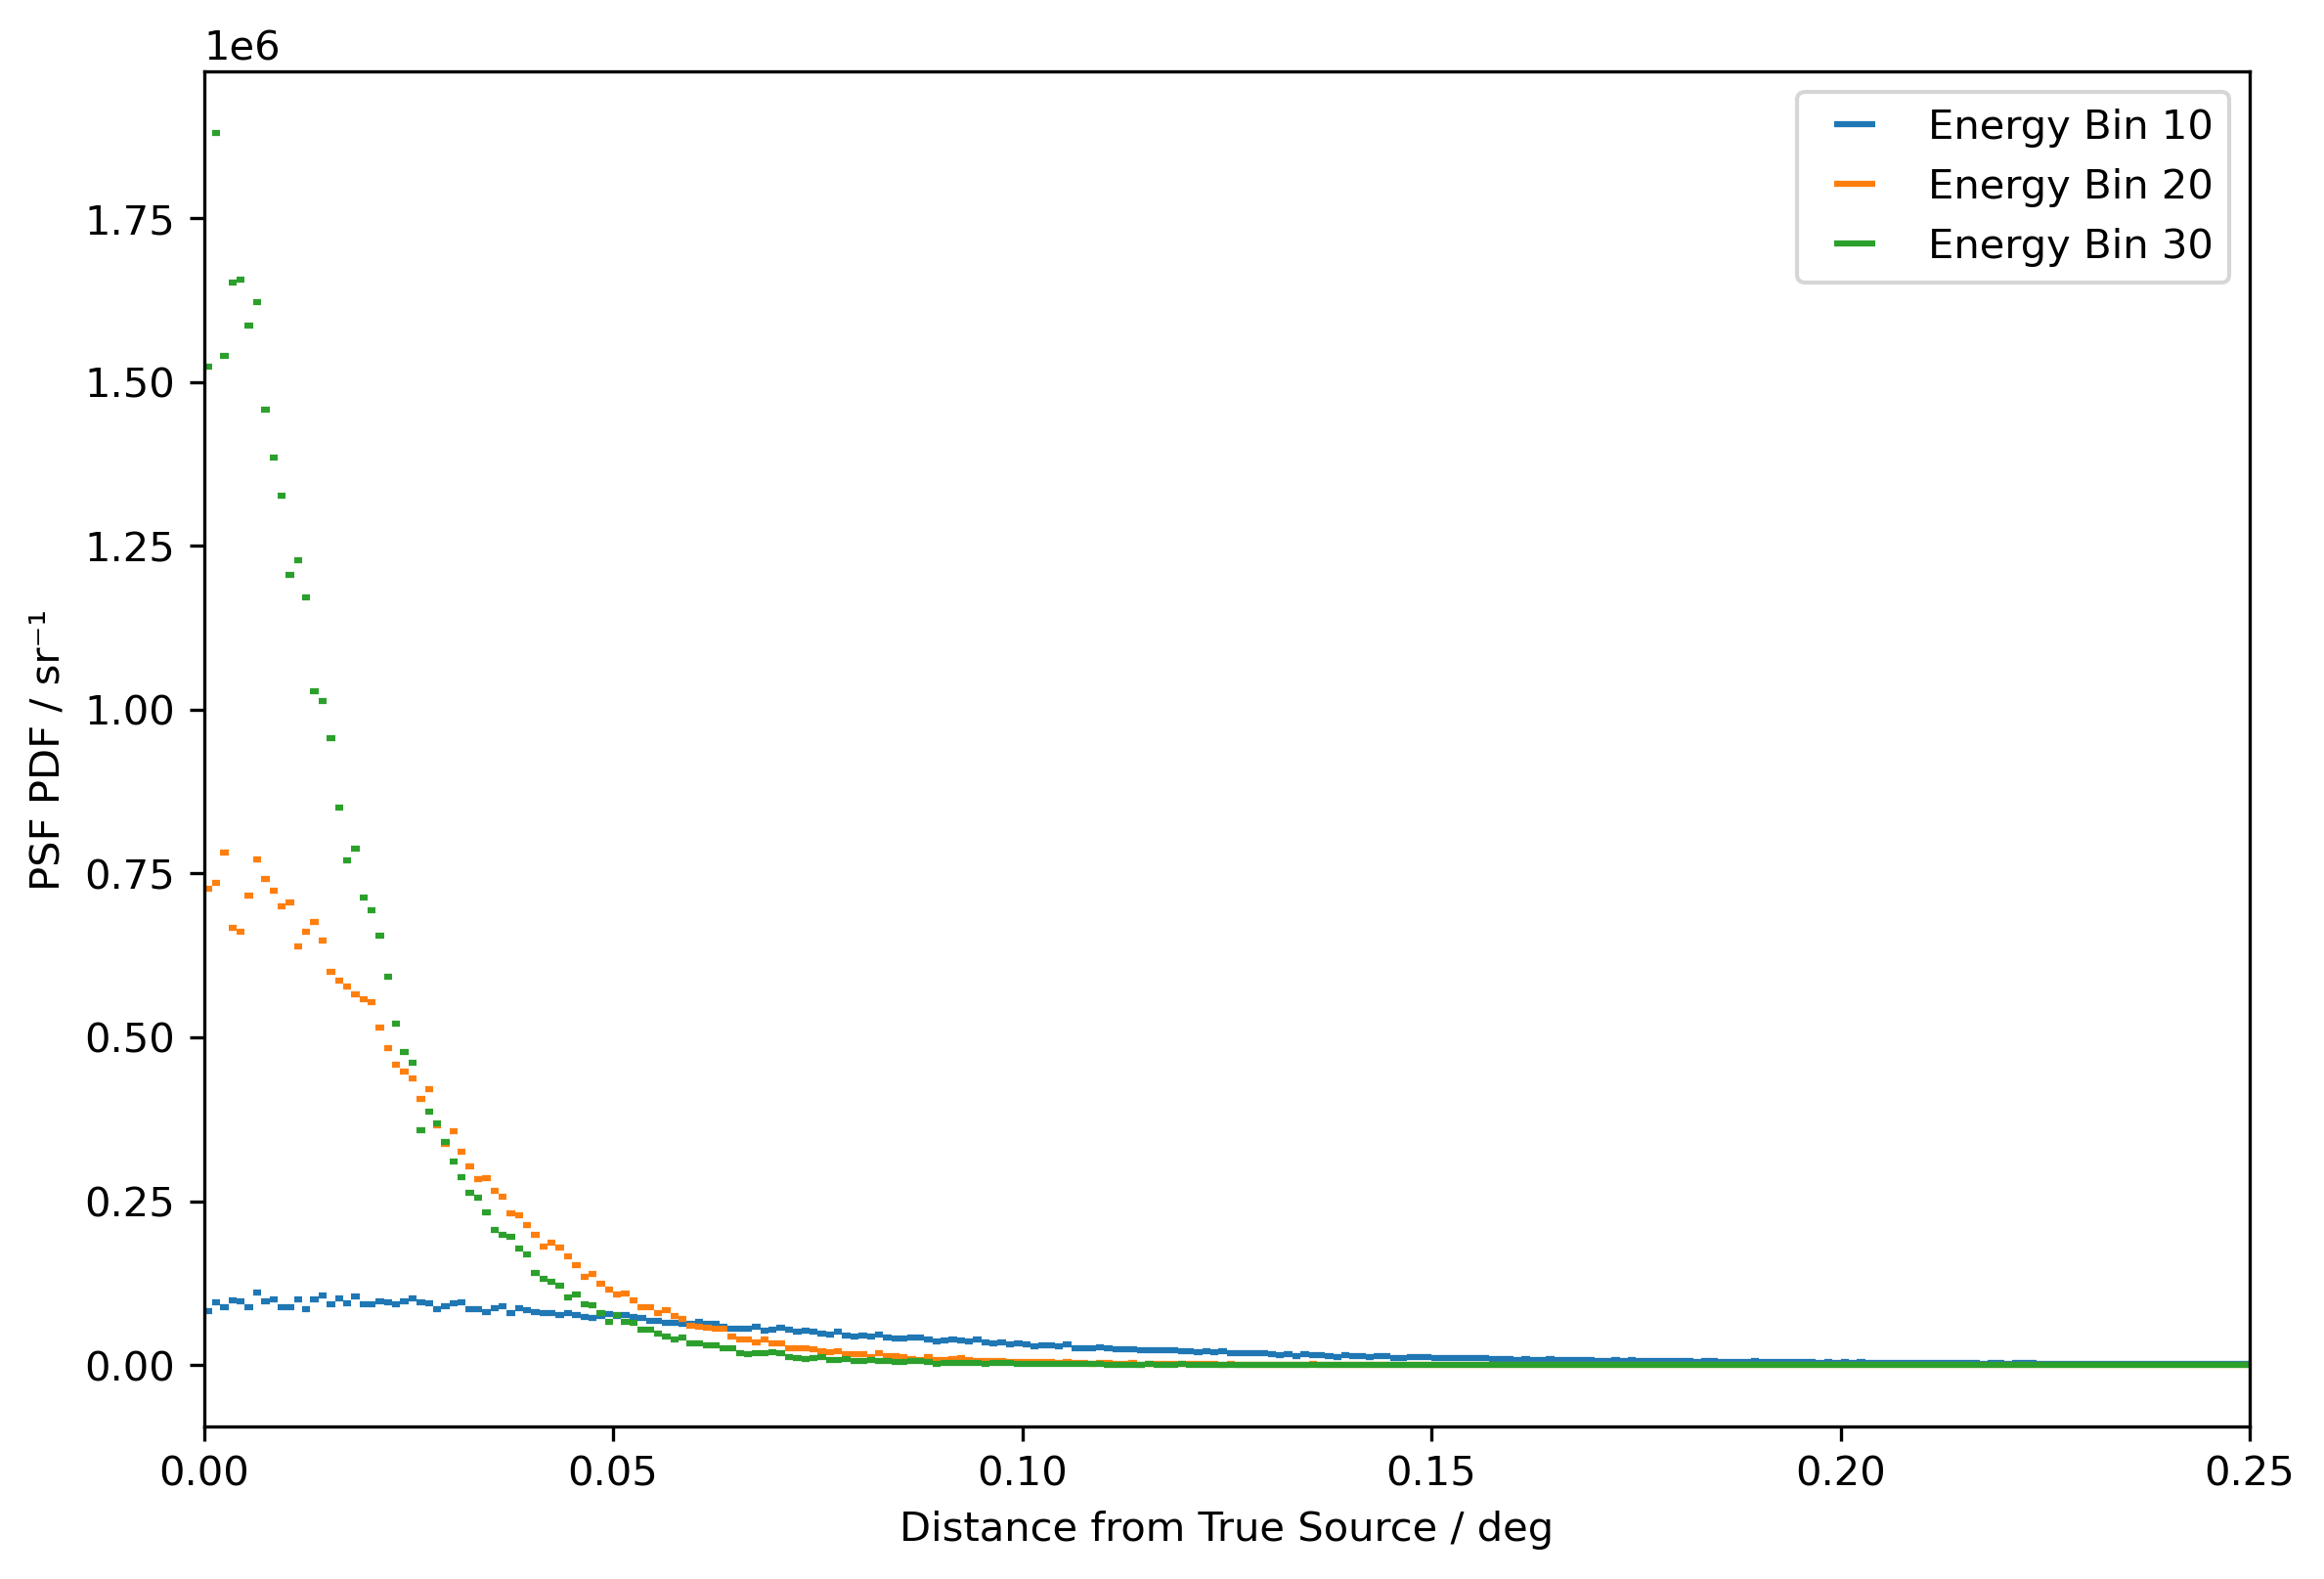 1e6
Energy Bin 10
Energy Bin 20
Energy Bin 30
1.75
1.50
1.25
1.00
0.75
0.50
0.25
0.00
PSF PDF / sr⁻¹
0.00 0.05 0.10 0.15 0.20 0.25
Distance from True Source / deg